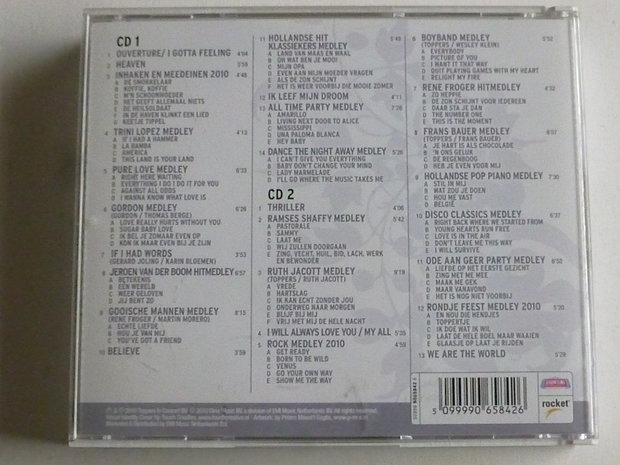 CD 1
1 OUVERTURE/ I GOTTA FEELING 4'04
2 HEAVEN 3'58
3 INHAKEN EN MEEDEINEN 2010 4'48
A DE SMOKKELAAR
B KOFFIE, KOFFIE
C M'N SCHOONHOEDER
D HET GEEFT ALLEMAAL NIETS
E DE HEILSOLDAAT
F IN DE HAVEN KLINKT EEN LIED
G KEETJE TIPPEL
4 TRINI LOPEZ MEDLEY 4'13
A IF I HAD A HAMMER
B LA BAMBA
C AMERICA
D THIS LAND IS YOUR LAND
5 PURE LOVE MEDLEY 6'23
A RIGHT HERE WAITING
B EVERYTHING I DO I DO IT FOR YOU
C AGAINST ALL ODDS
D I WANNA KNOW WHAT LOVE IS
6 GORDON MEDLEY 6'26
(GORDON / THOMAS BERGE)
A LOVE REALLY HURTS WITHOUT YOU
B SUGAR BABY LOVE
C IK BEL JE ZOMAAR EVEN OP
D KON IK MAAR EVEN BIJ JE ZIJN
7 IF I HAD WORDS 3'53
(GERARD JOLING / KARIN BLOEMEN)
8 JEROEN VAN DER BOOM HITMEDLEY 6'57
A BETEKENIS
B EEN WERELD
C WEER GELOVEN
D JIJ BENT ZO
9 GOOISCHE MANNEN MEDLEY 8'15
(RENE FROGER / MARTIN MORERO)
A ECHTE LIEFDE
B HOU JE VAN MIJ
C YOU'VE GOT A FRIEND
10 BELIEVE 3'59
11 HOLLANDSE HIT 5'49
KLASSIEKERS MEDLEY
A LAND VAN MAAS EN WAAL
B OH WAT BEN JE MOOI
C MIJN OPA
D EVEN AAN MIJN MOEDER VRAGEN
E ALS DE ZON SCHIJNT
F HET IS WEER VOORBIJ DIE MOOIE ZOMER
12 IK LEEF MIJN DROOM 4'11
13 ALL TIME PARTY MEDLEY 7'28
A AMARILLO
B LIVING NEXT DOOR TO ALICE
C MISSISSIPPI
D UNA PALOMA BLANCA
E HEY BABY
14 DANCE THE NIGHT AWAY MEDLEY 5'26
A I CAN'T GIVE YOU EVERYTHING
B BABY DON'T CHANGE YOUR MIND
C LADY MARMELADE
D I'LL GO WHERE THE MUSIC TAKES ME
CD 2
1 THRILLER 4'06
2 RAMSES SHAFFY MEDLEY 5'42
A PASTORALE
B SAMMY
C LAAT ME
D WIJ ZULLEN DOORGAAN
E ZING, VECHT, HUIL, BID, LACH, WERK
EN BEWONDER
3 RUTH JACOTT MEDLEY 9'19
(TOPPERS / RUTH JACOTT)
A VREDE
B HARTSLAG
C IK KAN ECHT ZONDER JOU
D ONDERWEG NAAR MORGEN
E BLIJF BIJ MIJ
F VRIJ MET MIJ DE HELE NACHT
4 I WILL ALWAYS LOVE YOU / MY ALL 5'35
5 ROCK MEDLEY 2010 4'59
A GET READY
B BORN TO BE WILD
C VENUS
D GO YOUR OWN WAY
E SHOW ME THE WAY
6 BOYBAND MEDLEY 5'52
(TOPPERS / WESLEY KLEIN)
A EVERYBODY
B PICTURE OF YOU
C I WANT IT THAT WAY
D QUIT PLAYING GAMES WITH MY HEART
E RELIGHT MY FIRE
7 RENE FROGER HITMEDLEY 9'32
A ZO HEPPIE
B DE ZON SCHIJNT VOOR IEDEREEN
C DAAR STA JE DAN
D THE NUMBER ONE
E THIS IS THE MOMENT
8 FRANS BAUER MEDLEY 8'07
(TOPPERS / FRANS BAUER)
A JE HART IS ALS CHOCOLADE
B 'N ONS GELUK
C DE REGENBOOG
D HEB JE EVEN VOOR MIJ
9 HOLLANDSE POP PIANO MEDLEY 7'30
A STIL IN MIJ
B WAT ZOU JE DOEN
C HOU ME VAST
D BELGIE
10 DISCO CLASSICS MEDLEY 6'37
A RIGHT BACK WHERE WE STARTED FROM
B YOUNG HEARTS RUN FREE
C LOVE IS IN THE AIR
D DON'T LEAVE ME THIS WAY
E I WILL SURVIVE
11 ODE AAN GEER PARTY MEDLEY 9'52
A LIEFDE OP HET EERSTE GEZICHT
B ZING MET ME MEE
C MAAK ME GEK
D MAAR VANAVOND
E HET IS NOG NIET VOORBIJ
12 RONDJE FEEST MEDLEY 2010 5'20
A EN NOU DIE HENDJES
B TOPPERTJE
C IK DOE WAT IK WIL
D LAAT DE HELE BOEL MAAR WAAIEN
E GLAASJE OP LAAT JE RIJDEN
13 WE ARE THE WORLD 5'29
5 099990 658426
rocket